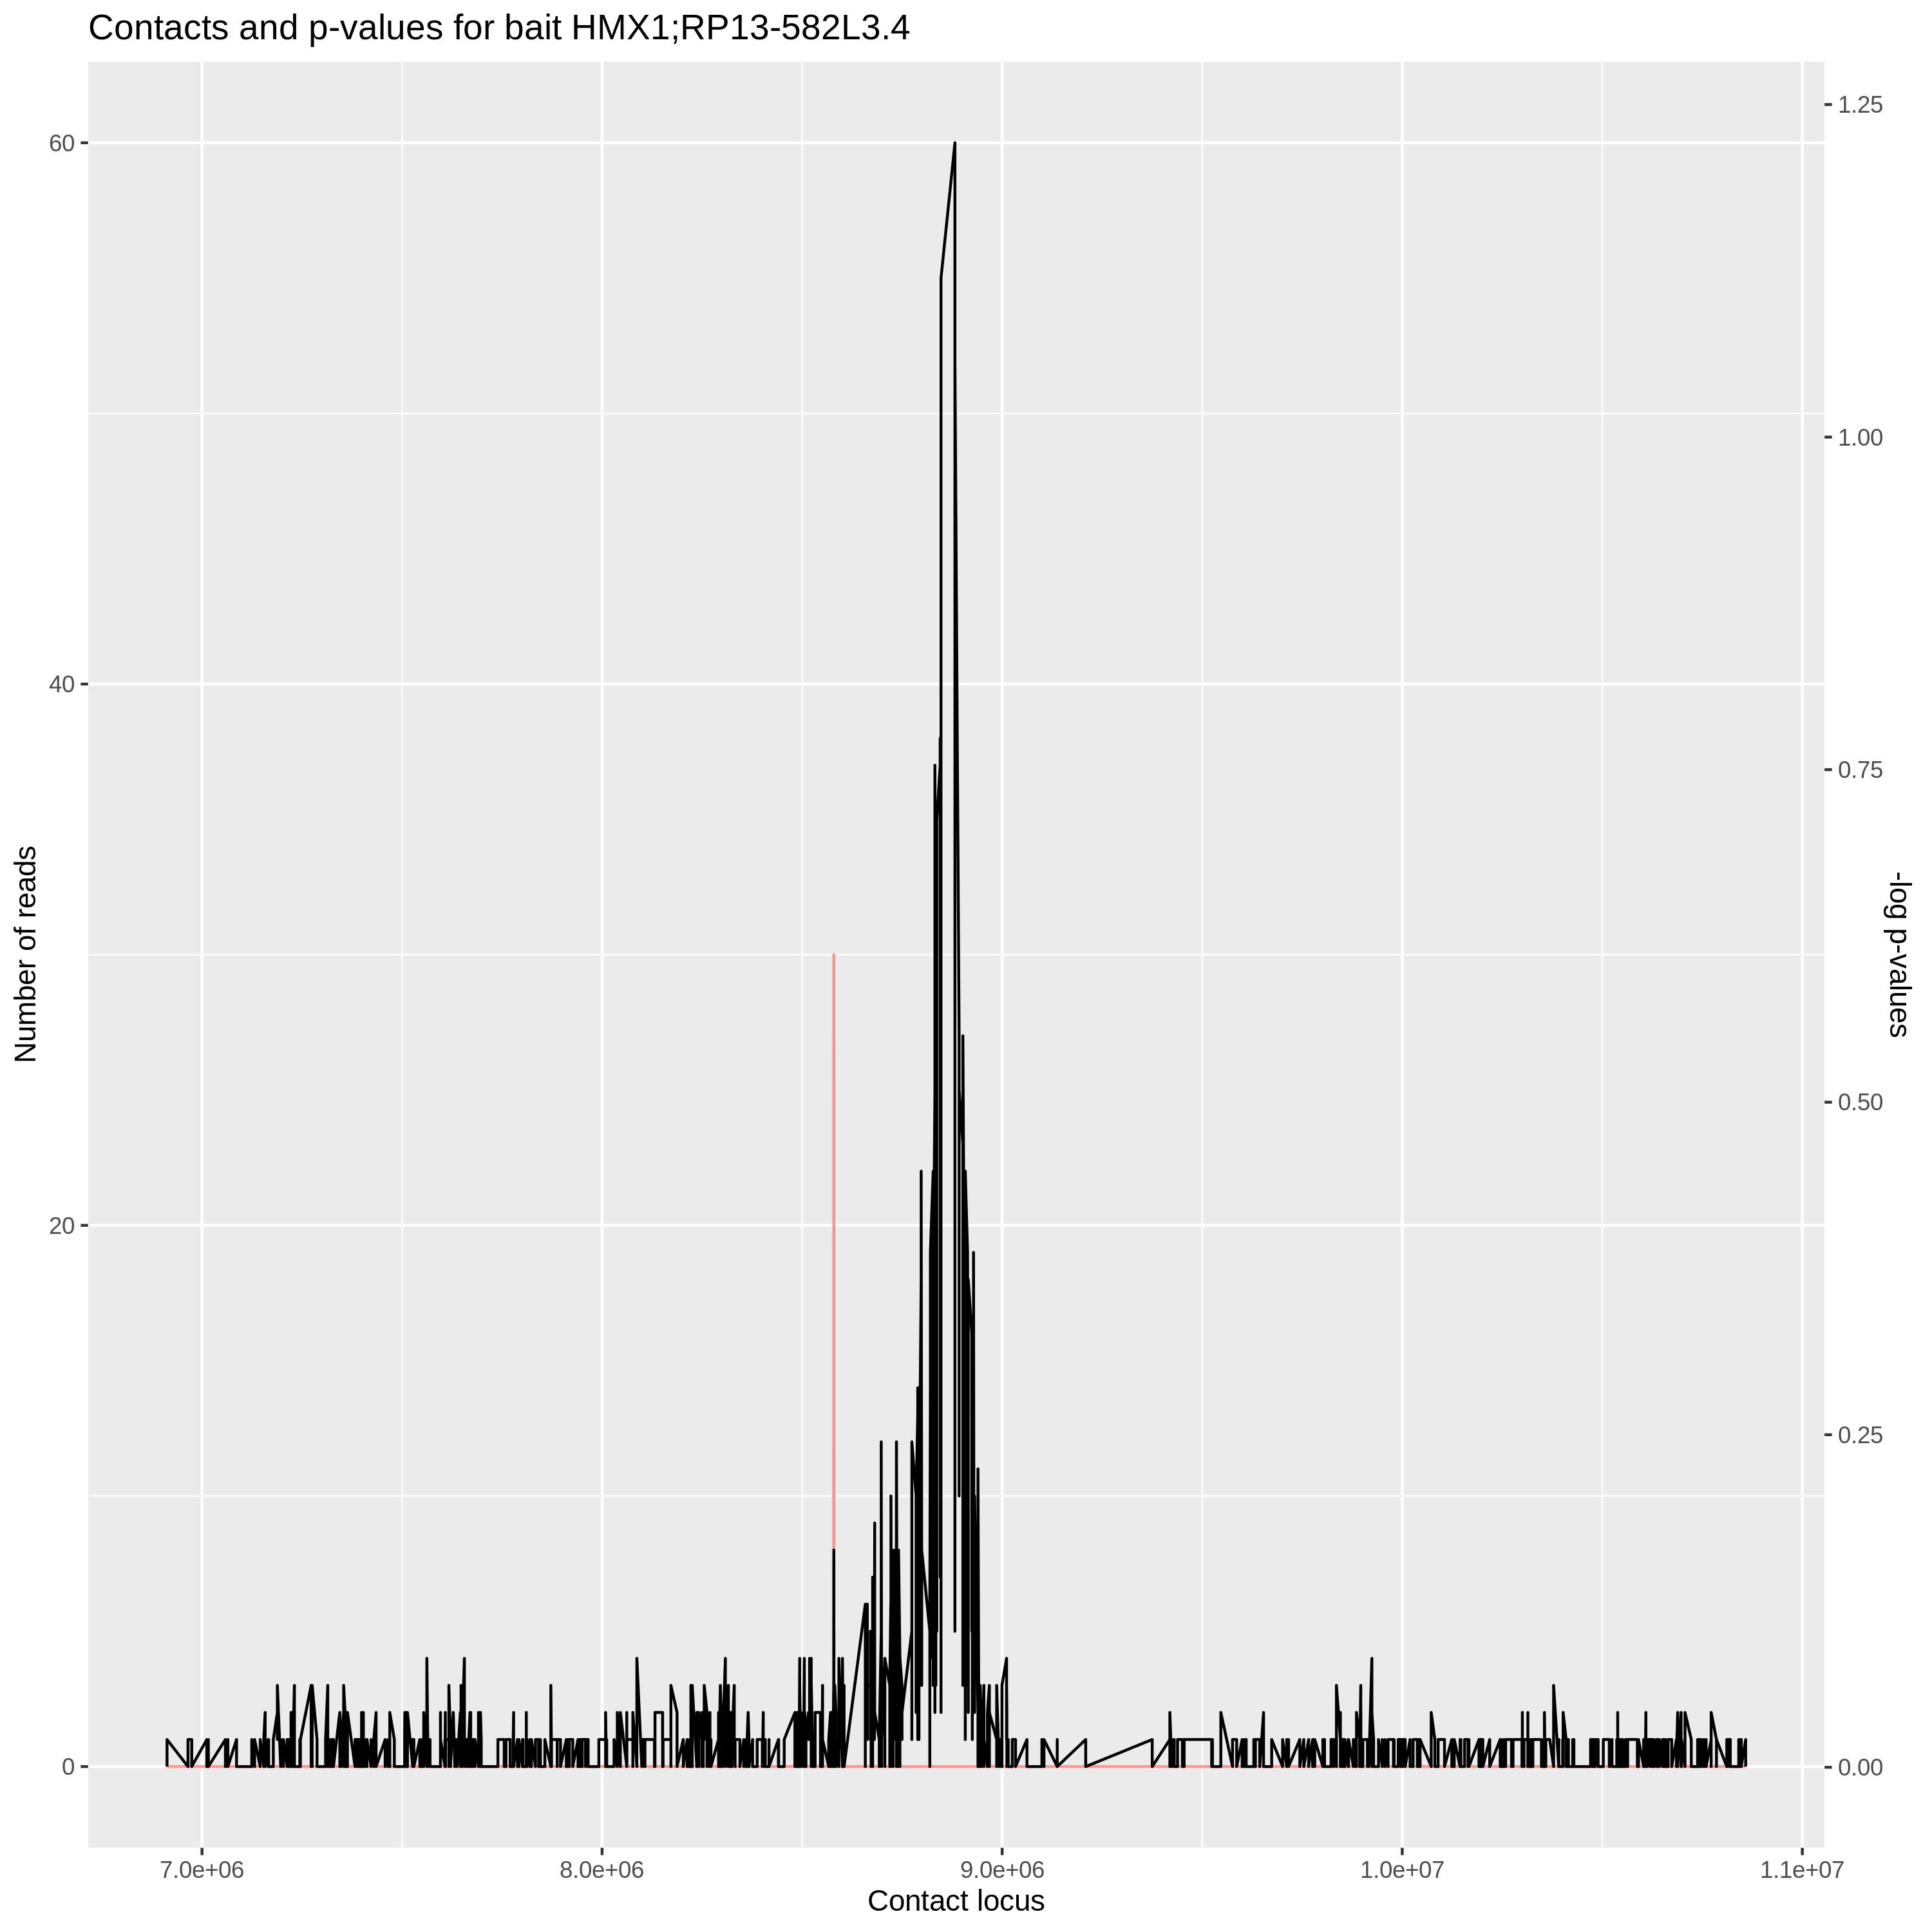 Contacts and p-values for bait HMX1;RP13-582L3.4
60
40
20
0
Number of reads
1.25
1.00
0.75
0.50
0.25
0.00
-log p-values
7.0e+06 8.0e+06 9.0e+06 1.0e+07 1.1e+07
Contact locus